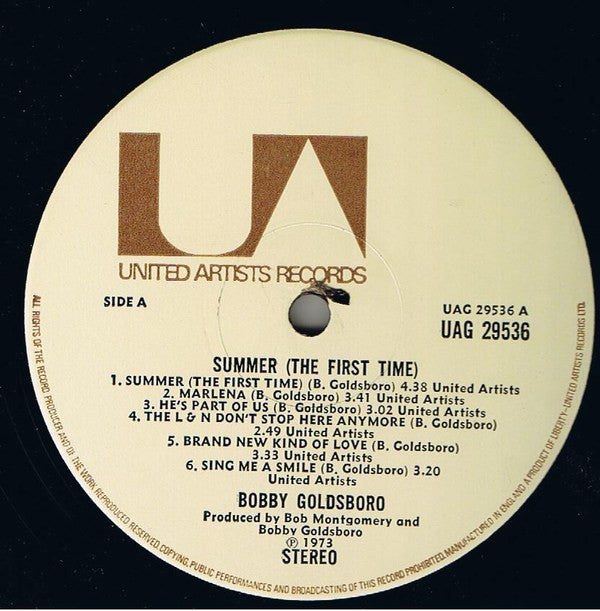 UA
UNITED ARTISTS RECORDS
SIDE A
UAG 29536 A
UAG 29536
SUMMER (THE FIRST TIME)
1. SUMMER (THE FIRST TIME) (B. Goldsboro) 4.38 United Artists
2. MARLENA (B. Goldsboro) 3.41 United Artists
3. HE'S PART OF US (B. Goldsboro) 3.02 United Artists
4. THE L & N DON'T STOP HERE ANYMORE (B. Goldsboro)
2.49 United Artists
5. BRAND NEW KIND OF LOVE (B. Goldsboro)
3.33 United Artists
6. SING ME A SMILE (B. Goldsboro) 3.20
United Artists
BOBBY GOLDSBORO
Produced by Bob Montgomery and
Bobby Goldsboro
℗ 1973
STEREO
ALL RIGHTS OF THE RECORD PRODUCER AND OF THE WORK REPRODUCED RESERVED. COPYING, PUBLIC PERFORMANCES AND BROADCASTING OF THIS RECORD PROHIBITED. MANUFACTURED IN ENGLAND. A PRODUCT OF LIBERTY-UNITED ARTISTS RECORDS LTD.